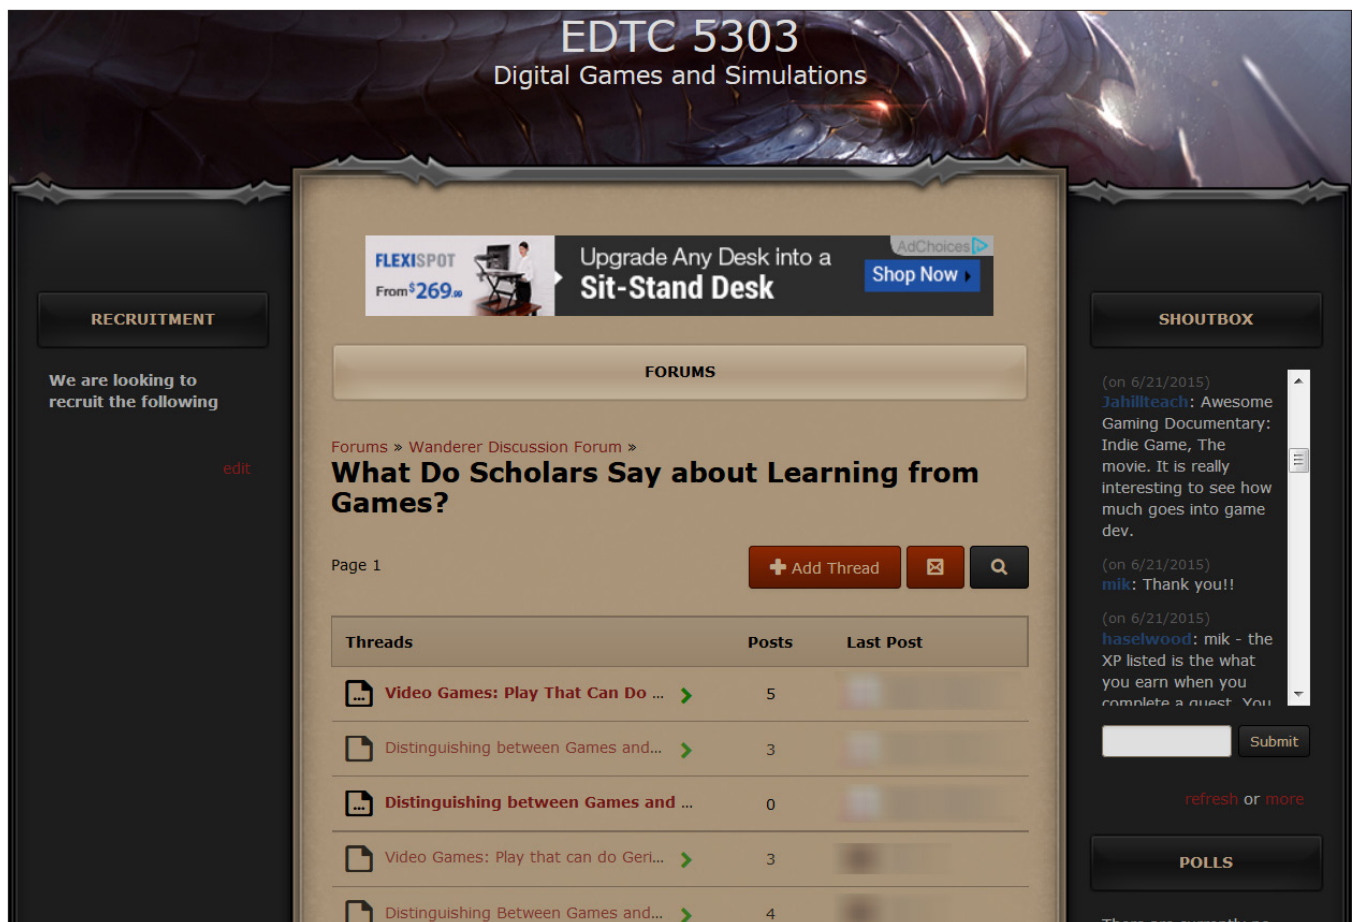 EDTC 5303
Digital Games and Simulations
FLEXISPOT
From $269.99
Upgrade Any Desk into a
Sit-Stand Desk
AdChoices
Shop Now
RECRUITMENT
We are looking to
recruit the following
edit
FORUMS
Forums » Wanderer Discussion Forum »
What Do Scholars Say about Learning from
Games?
Page 1
Add Thread
Threads Posts Last Post
Video Games: Play That Can Do ... 5
Distinguishing between Games and... 3
Distinguishing between Games and ... 0
Video Games: Play that can do Geri... 3
Distinguishing Between Games and... 4
SHOUTBOX
(on 6/21/2015)
Jahillteach: Awesome
Gaming Documentary:
Indie Game, The
movie. It is really
interesting to see how
much goes into game
dev.
(on 6/21/2015)
mik: Thank you!!
(on 6/21/2015)
haselwood: mik - the
XP listed is the what
you earn when you
complete a quest. You
Submit
refresh or more
POLLS
There are currently no